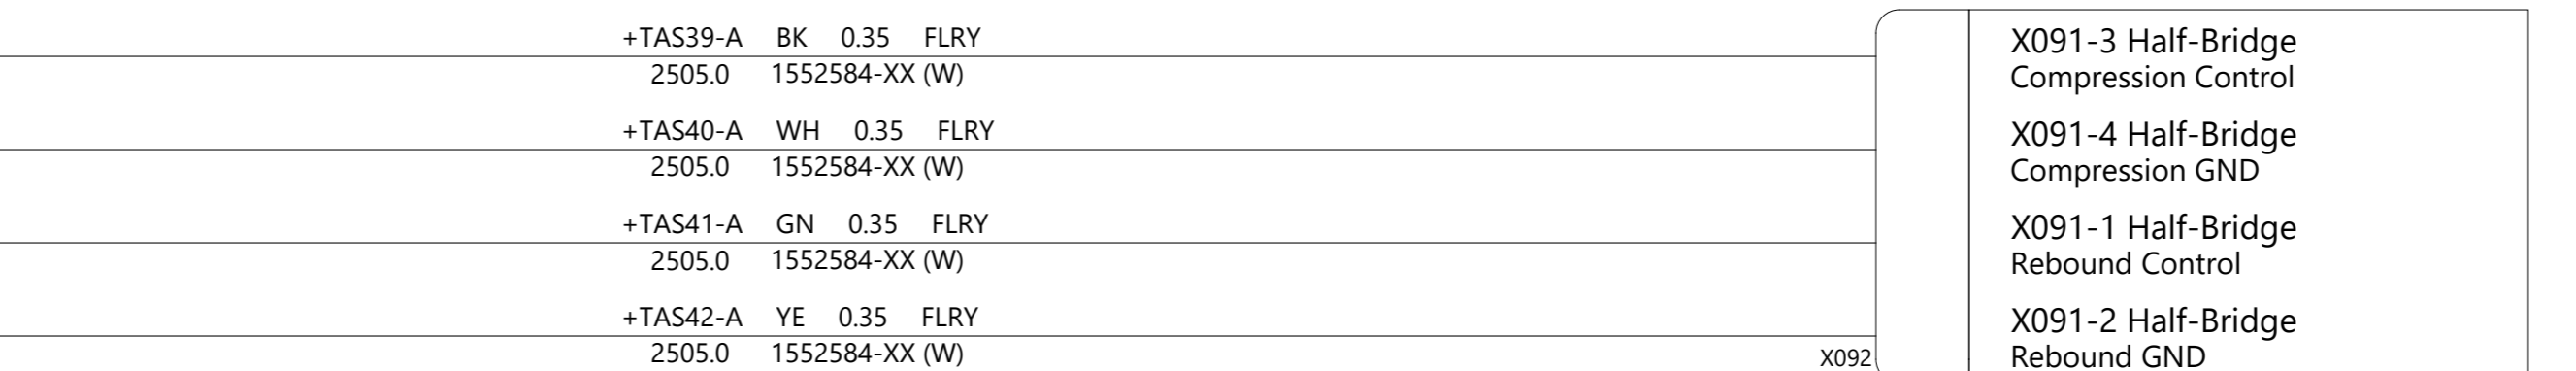 +TAS39-A BK 0.35 FLRY
2505.0 1552584-XX (W)
X091-3 Half-Bridge
Compression Control
+TAS40-A WH 0.35 FLRY
2505.0 1552584-XX (W)
X091-4 Half-Bridge
Compression GND
+TAS41-A GN 0.35 FLRY
2505.0 1552584-XX (W)
X091-1 Half-Bridge
Rebound Control
+TAS42-A YE 0.35 FLRY
2505.0 1552584-XX (W)
X092
X091-2 Half-Bridge
Rebound GND